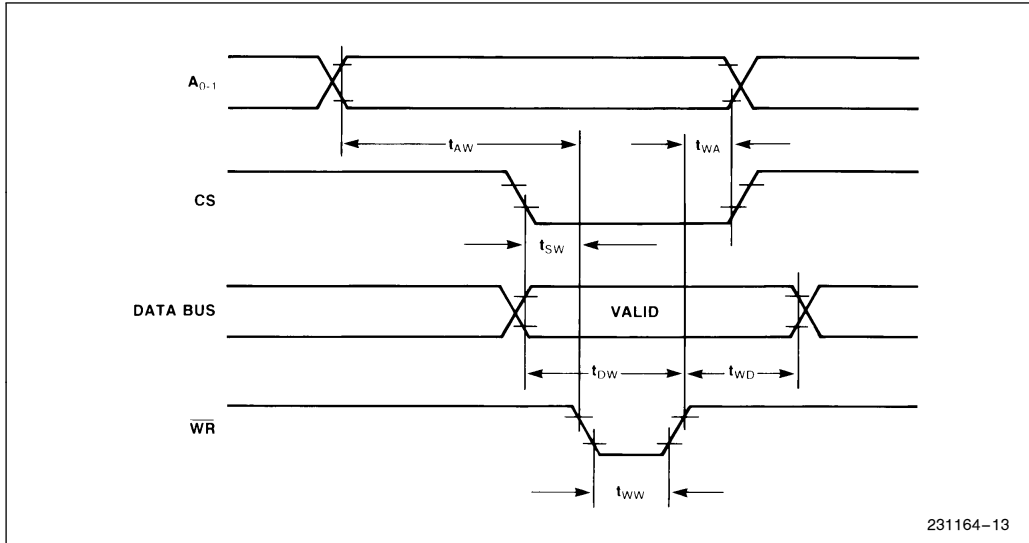 A0-1
tAW
tWA
CS
tSW
DATA BUS
VALID
tDW
tWD
WR
tWW
231164–13